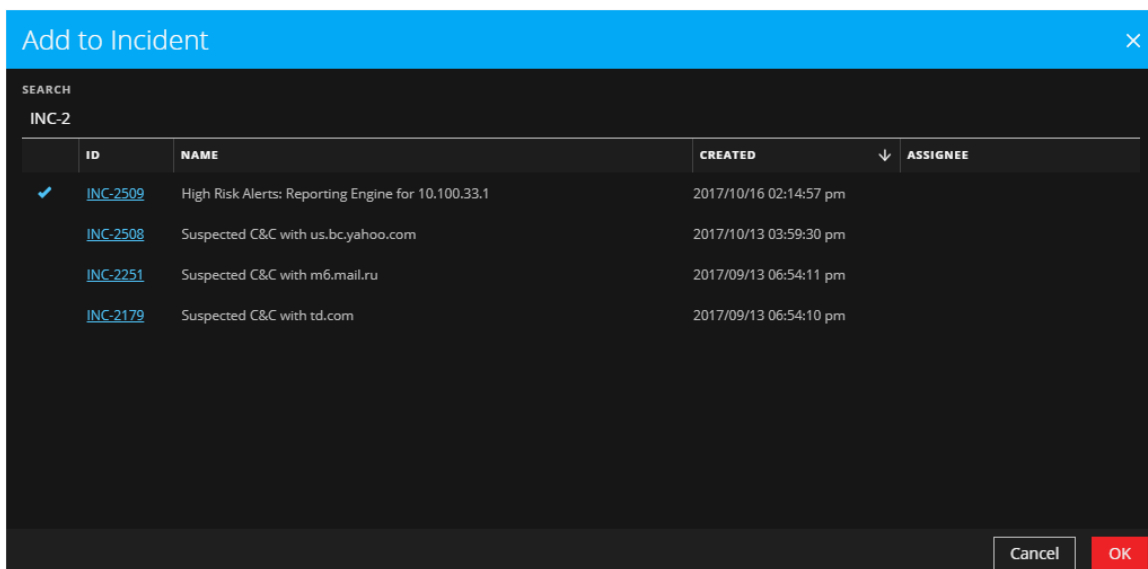 Add to Incident
SEARCH
INC-2
ID NAME CREATED ASSIGNEE
INC-2509 High Risk Alerts: Reporting Engine for 10.100.33.1 2017/10/16 02:14:57 pm
INC-2508 Suspected C&C with us.bc.yahoo.com 2017/10/13 03:59:30 pm
INC-2251 Suspected C&C with m6.mail.ru 2017/09/13 06:54:11 pm
INC-2179 Suspected C&C with td.com 2017/09/13 06:54:10 pm
Cancel OK